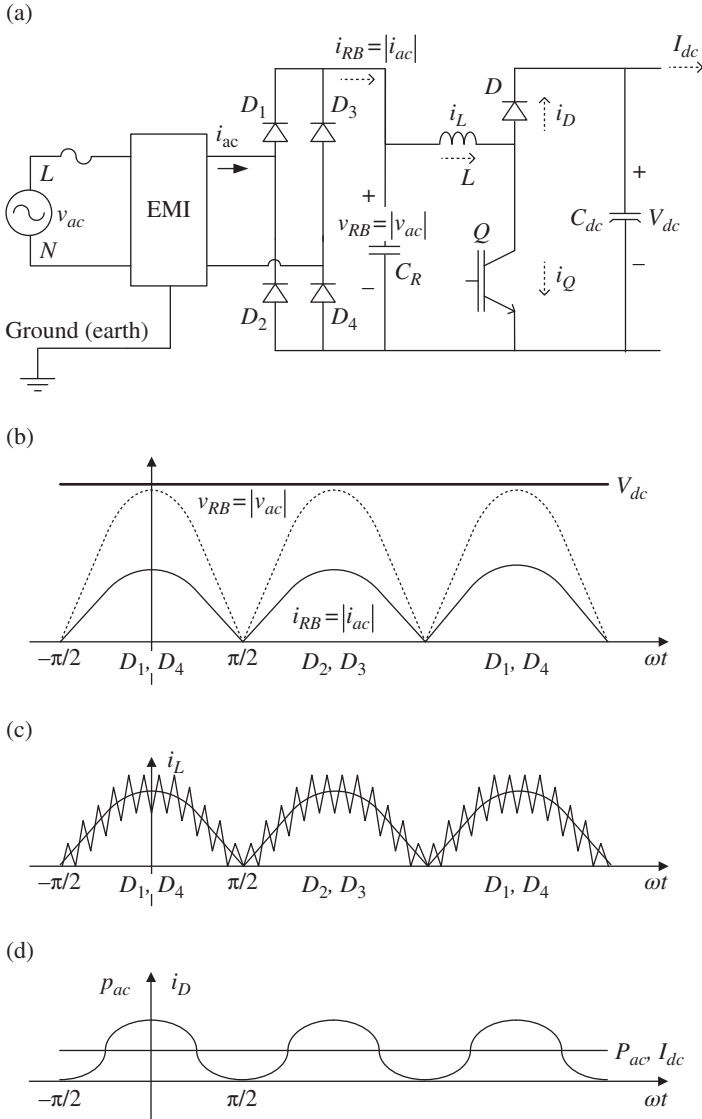 (a)
i_RB = |i_ac|
I_dc
D_1 D_3
D
i_D
i_L
i_ac
L
L
EMI
v_ac
+
v_RB = |v_ac|
C_R
–
Q
i_Q
+
C_dc V_dc
–
N
D_2 D_4
Ground (earth)
(b)
V_dc
v_RB = |v_ac|
i_RB = |i_ac|
–π/2 D_1, D_4 π/2 D_2, D_3 D_1, D_4 ωt
(c)
i_L
–π/2 D_1, D_4 π/2 D_2, D_3 D_1, D_4 ωt
(d)
p_ac i_D
P_ac, I_dc
–π/2 π/2 ωt